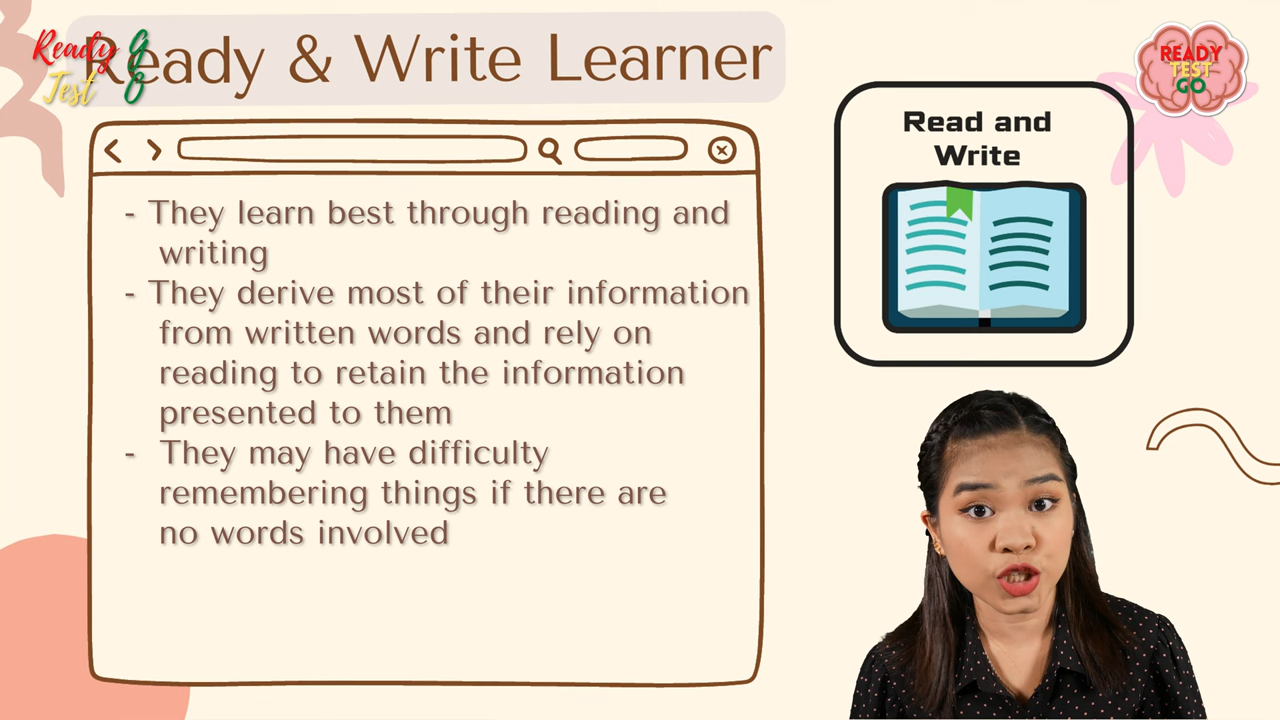 Ready & Write Learner
Ready G
Test O
READY
TEST
GO
Read and
Write
- They learn best through reading and
writing
- They derive most of their information
from written words and rely on
reading to retain the information
presented to them
- They may have difficulty
remembering things if there are
no words involved